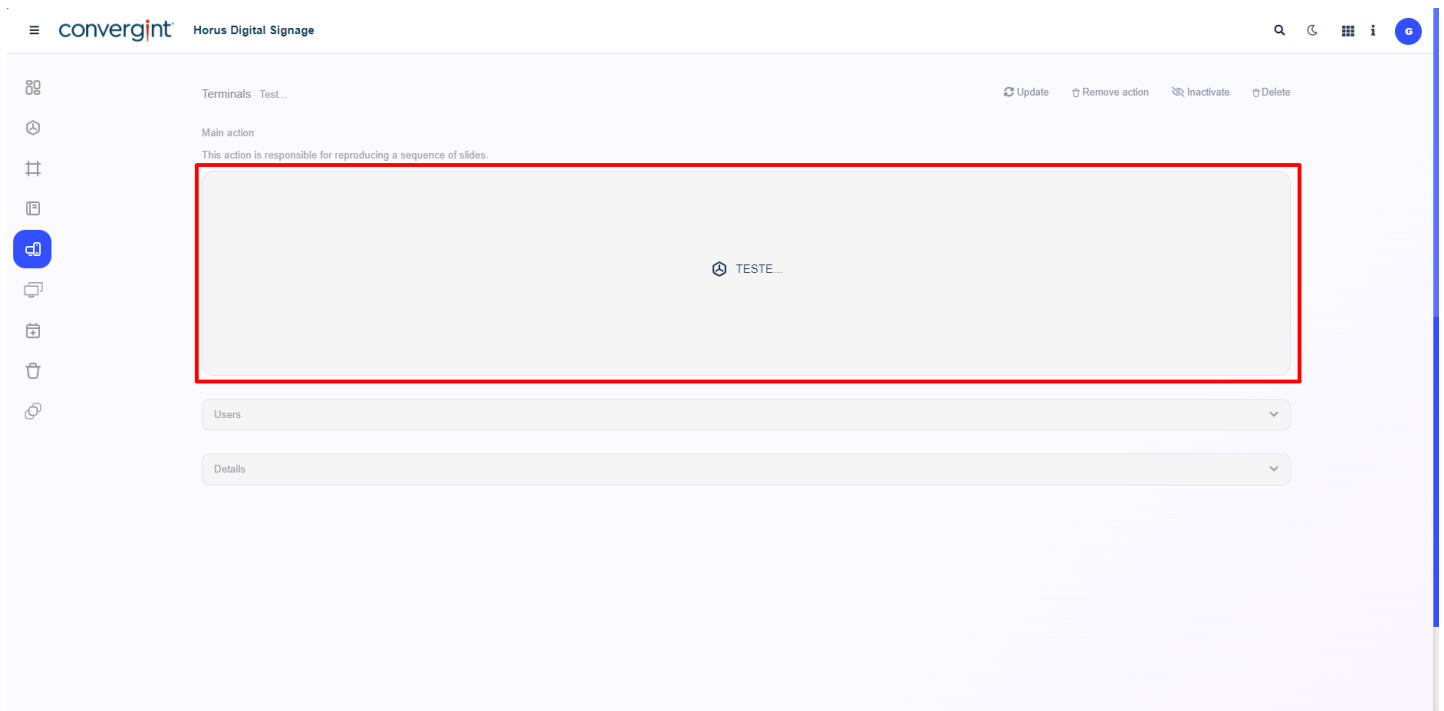 convergint Horus Digital Signage
G
Terminals Test... Update Remove action Inactivate Delete
Main action
This action is responsible for reproducing a sequence of slides.
TESTE...
Users
Details